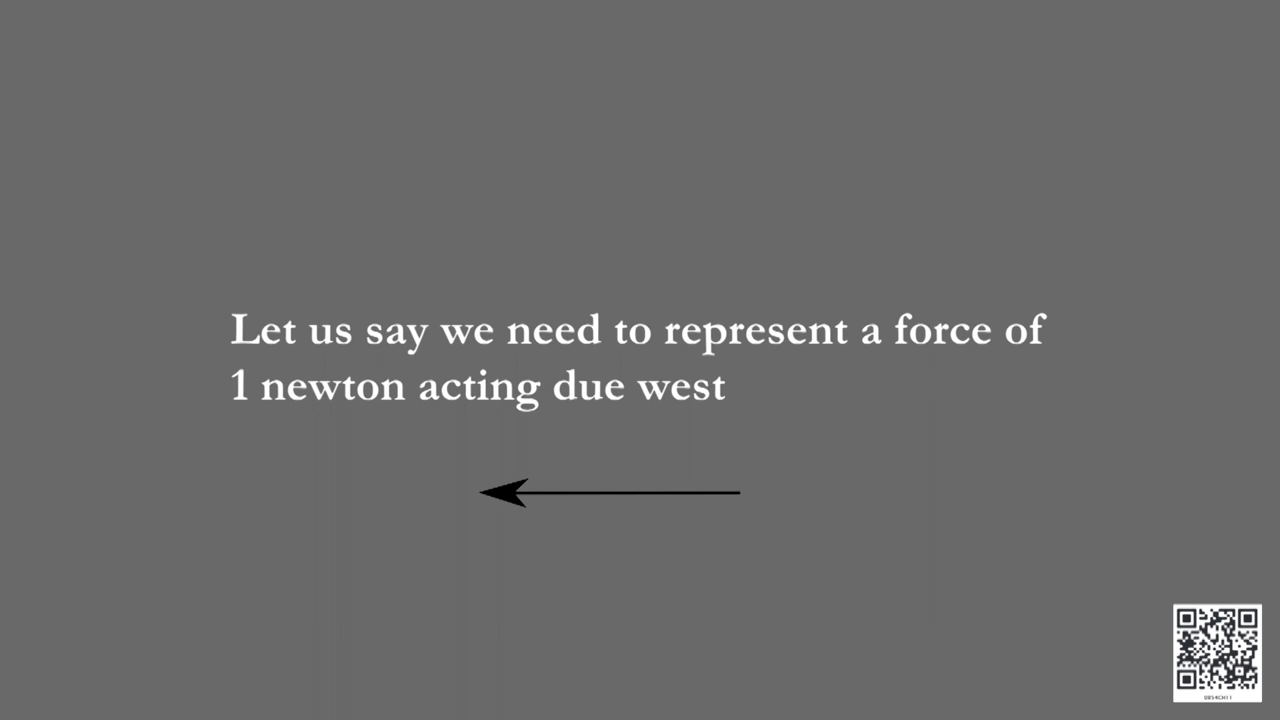 Let us say we need to represent a force of
1 newton acting due west